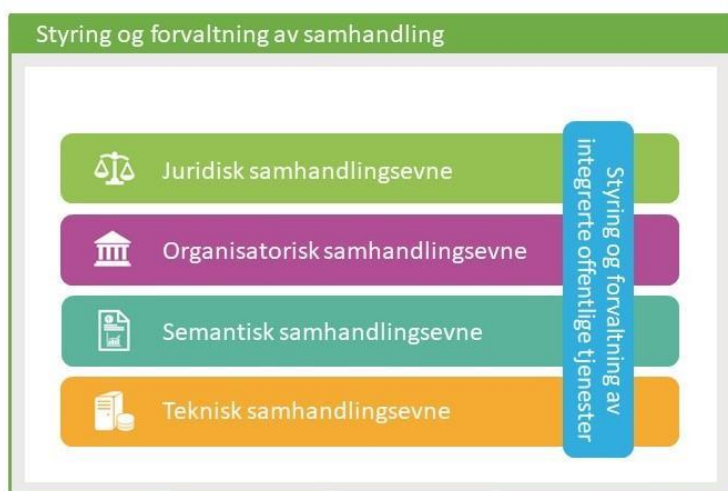 Styring og forvaltning av samhandling
Juridisk samhandlingsevne
Organisatorisk samhandlingsevne
Semantisk samhandlingsevne
Teknisk samhandlingsevne
Styring og forvaltning av
integrerte offentlige tjenester